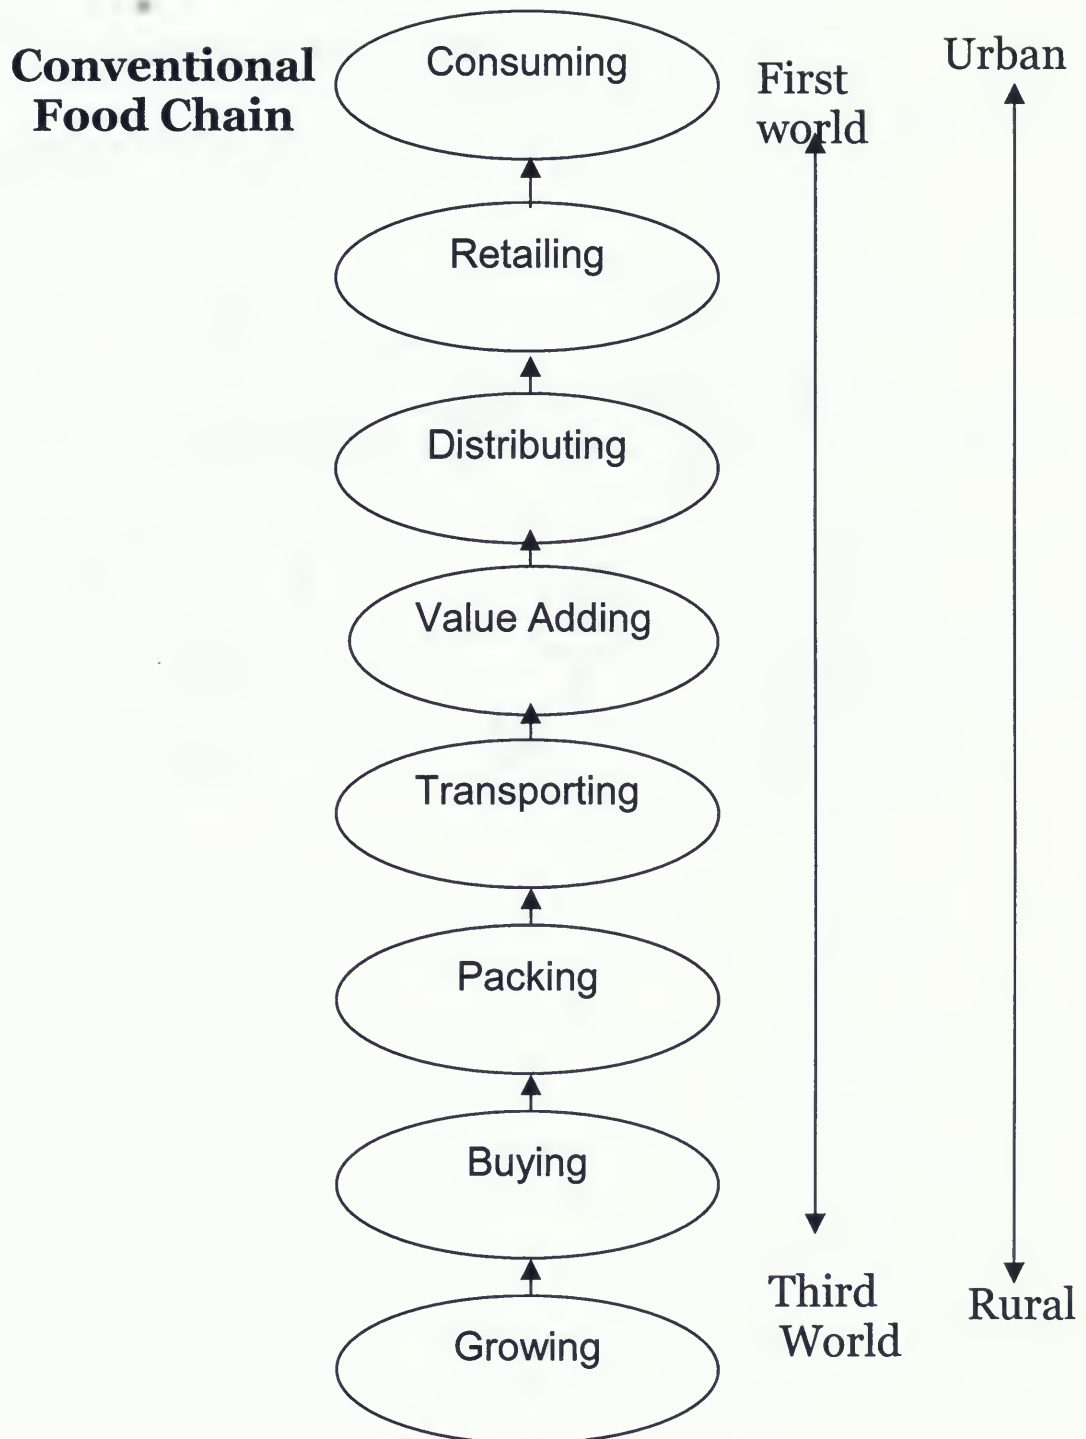 Conventional
Food Chain
Consuming
First
world
Urban
Retailing
Distributing
Value Adding
Transporting
Packing
Buying
Growing
Third
World
Rural